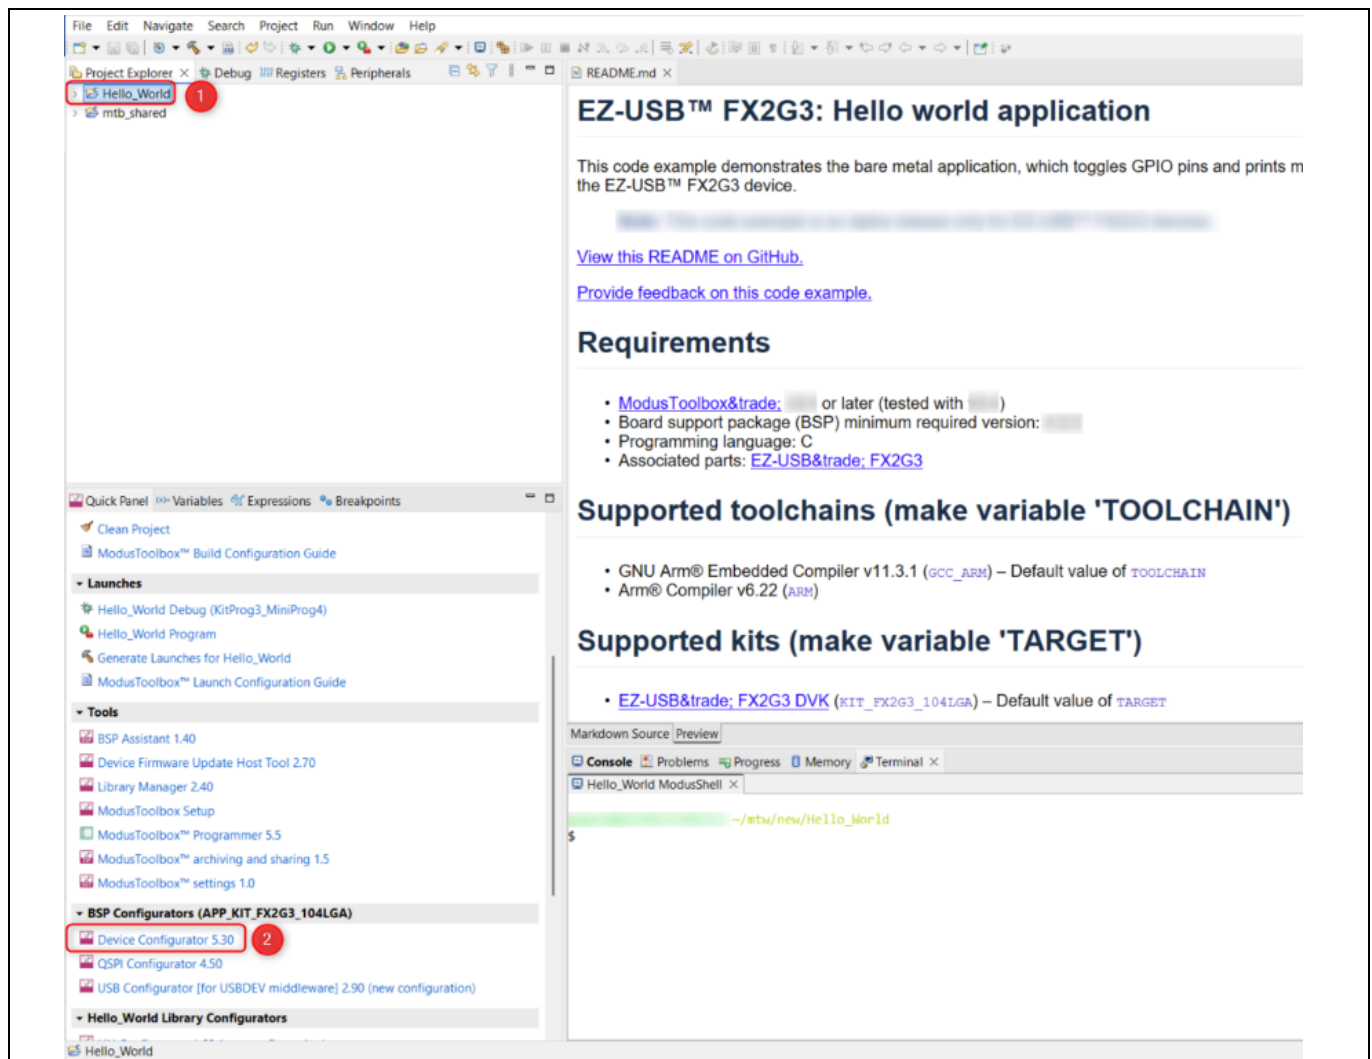 File Edit Navigate Search Project Run Window Help
Project Explorer Debug Registers Peripherals
Hello_World 1
mtb_shared
README.md
EZ-USB™ FX2G3: Hello world application
This code example demonstrates the bare metal application, which toggles GPIO pins and prints m
the EZ-USB™ FX2G3 device.
View this README on GitHub.
Provide feedback on this code example.
Requirements
• ModusToolbox&trade; or later (tested with )
• Board support package (BSP) minimum required version:
• Programming language: C
• Associated parts: EZ-USB&trade; FX2G3
Supported toolchains (make variable 'TOOLCHAIN')
• GNU Arm® Embedded Compiler v11.3.1 (GCC_ARM) – Default value of TOOLCHAIN
• Arm® Compiler v6.22 (ARM)
Supported kits (make variable 'TARGET')
• EZ-USB&trade; FX2G3 DVK (KIT_FX2G3_104LGA) – Default value of TARGET
Markdown Source Preview
Quick Panel Variables Expressions Breakpoints
Clean Project
ModusToolbox™ Build Configuration Guide
Launches
Hello_World Debug (KitProg3_MiniProg4)
Hello_World Program
Generate Launches for Hello_World
ModusToolbox™ Launch Configuration Guide
Tools
BSP Assistant 1.40
Device Firmware Update Host Tool 2.70
Library Manager 2.40
ModusToolbox Setup
ModusToolbox™ Programmer 5.5
ModusToolbox™ archiving and sharing 1.5
ModusToolbox™ settings 1.0
BSP Configurators (APP_KIT_FX2G3_104LGA)
Device Configurator 5.30 2
QSPI Configurator 4.50
USB Configurator [for USBDEV middleware] 2.90 (new configuration)
Hello_World Library Configurators
Console Problems Progress Memory Terminal
Hello_World ModusShell
~/mtw/new/Hello_World
$
Hello_World